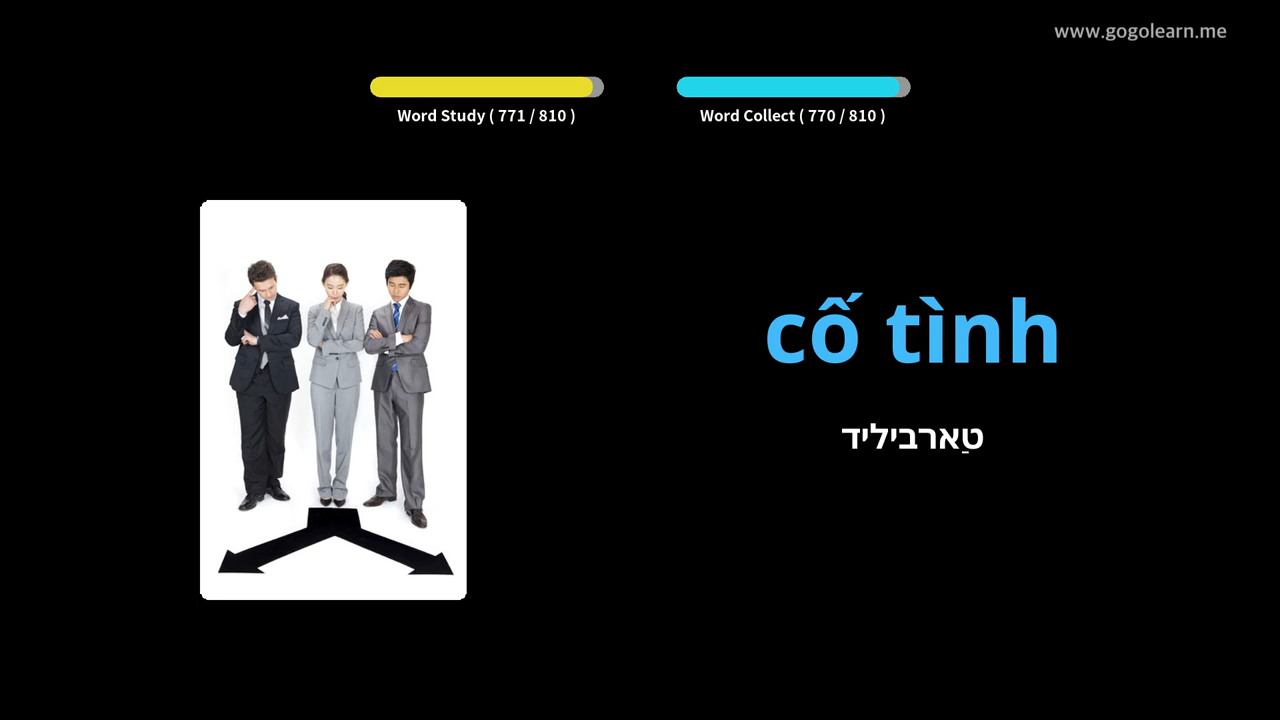 www.gogolearn.me
Word Study ( 771 / 810 )
Word Collect ( 770 / 810 )
cố tình
טַארביליד